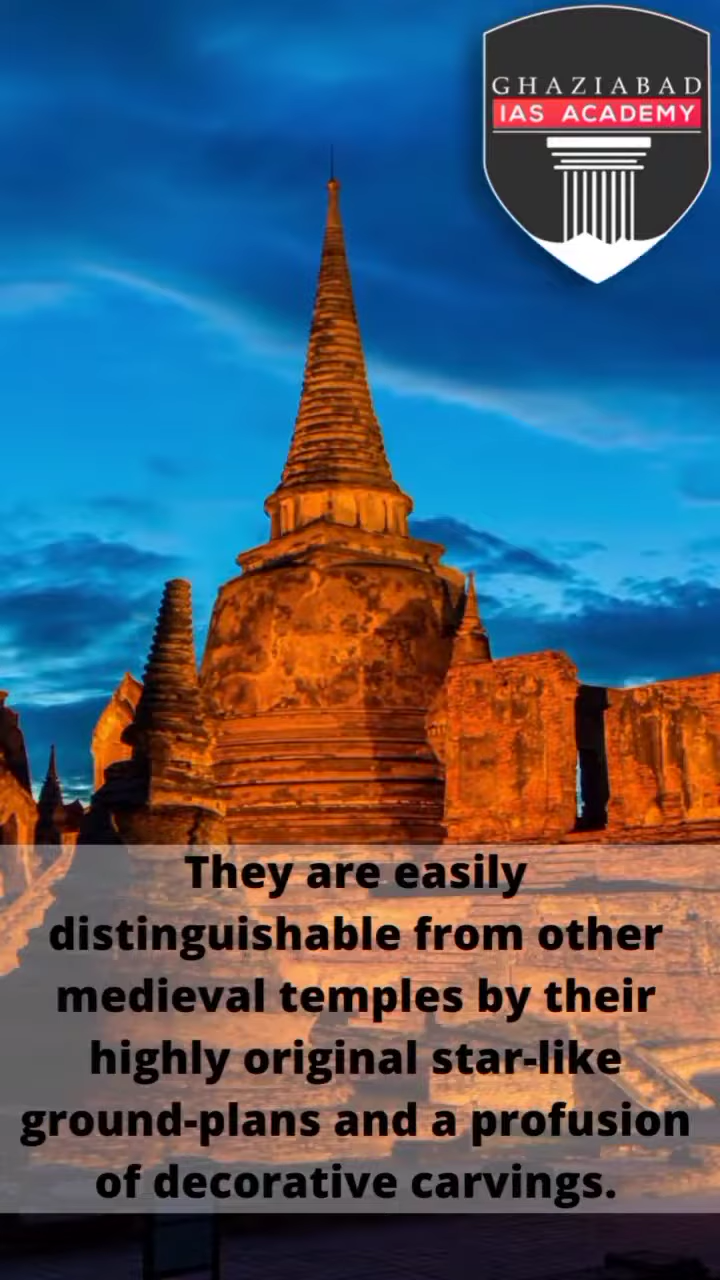 GHAZIABAD
IAS ACADEMY
They are easily
distinguishable from other
medieval temples by their
highly original star-like
ground-plans and a profusion
of decorative carvings.